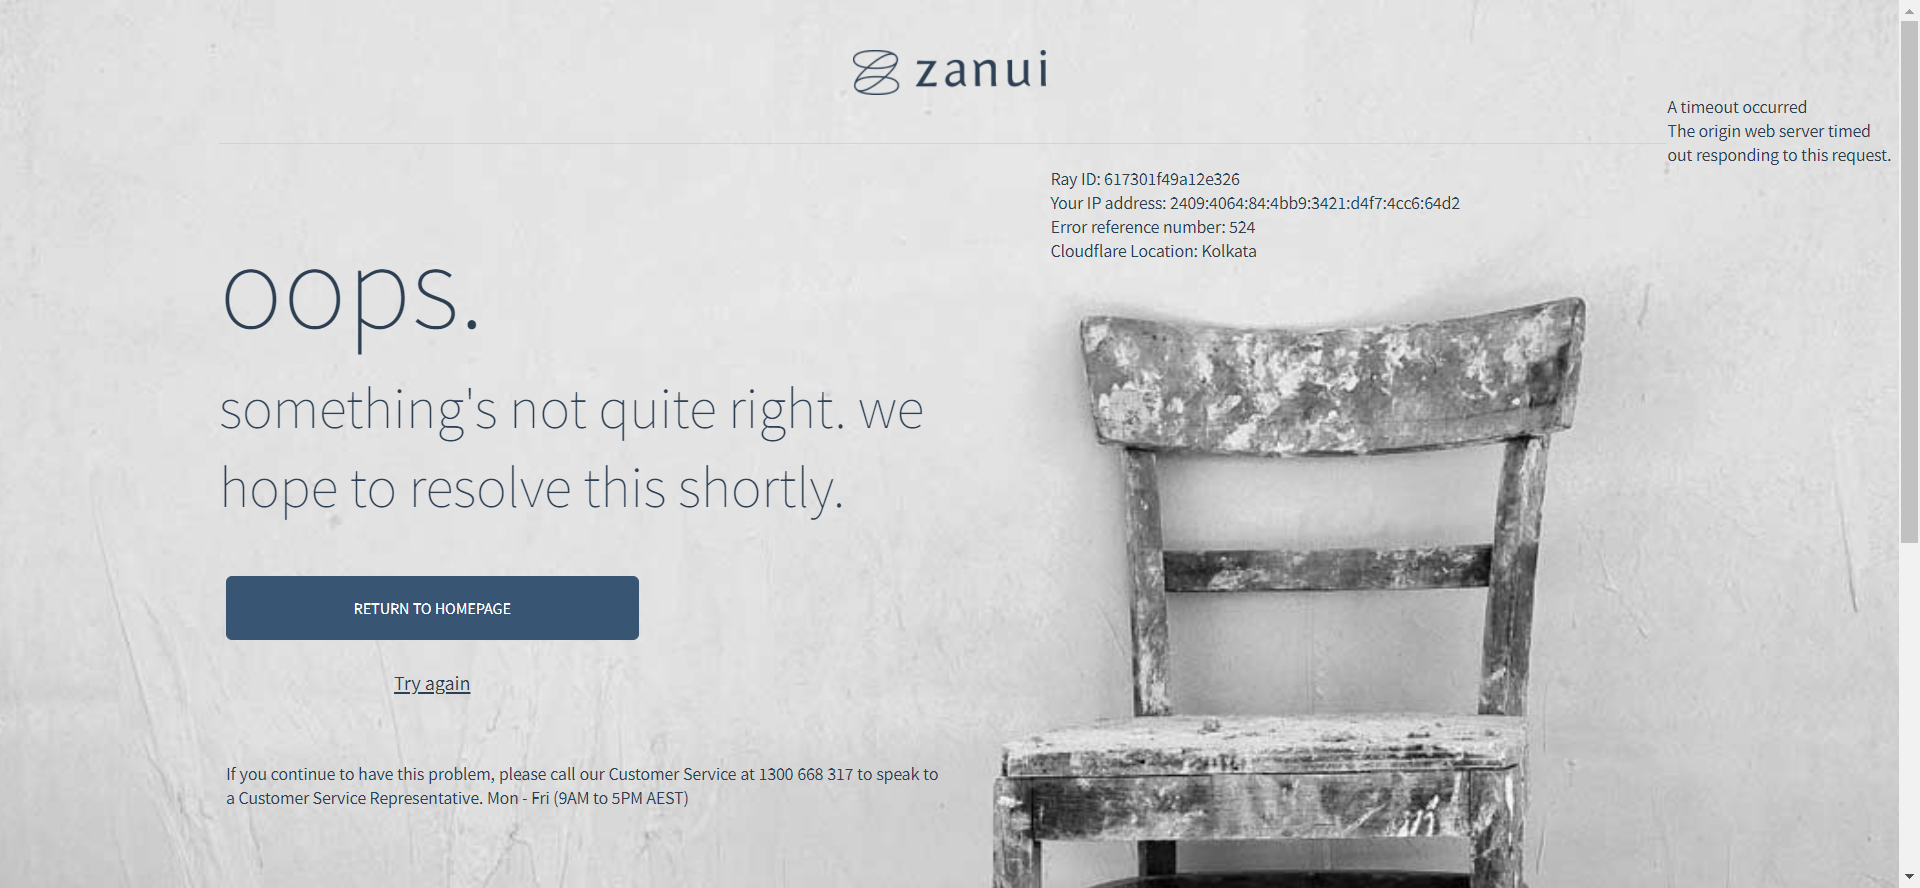 zanui
A timeout occurred
The origin web server timed
out responding to this request.
Ray ID: 617301f49a12e326
Your IP address: 2409:4064:84:4bb9:3421:d4f7:4cc6:64d2
Error reference number: 524
Cloudflare Location: Kolkata
oops.
something's not quite right. we
hope to resolve this shortly.
RETURN TO HOMEPAGE
Try again
If you continue to have this problem, please call our Customer Service at 1300 668 317 to speak to
a Customer Service Representative. Mon - Fri (9AM to 5PM AEST)